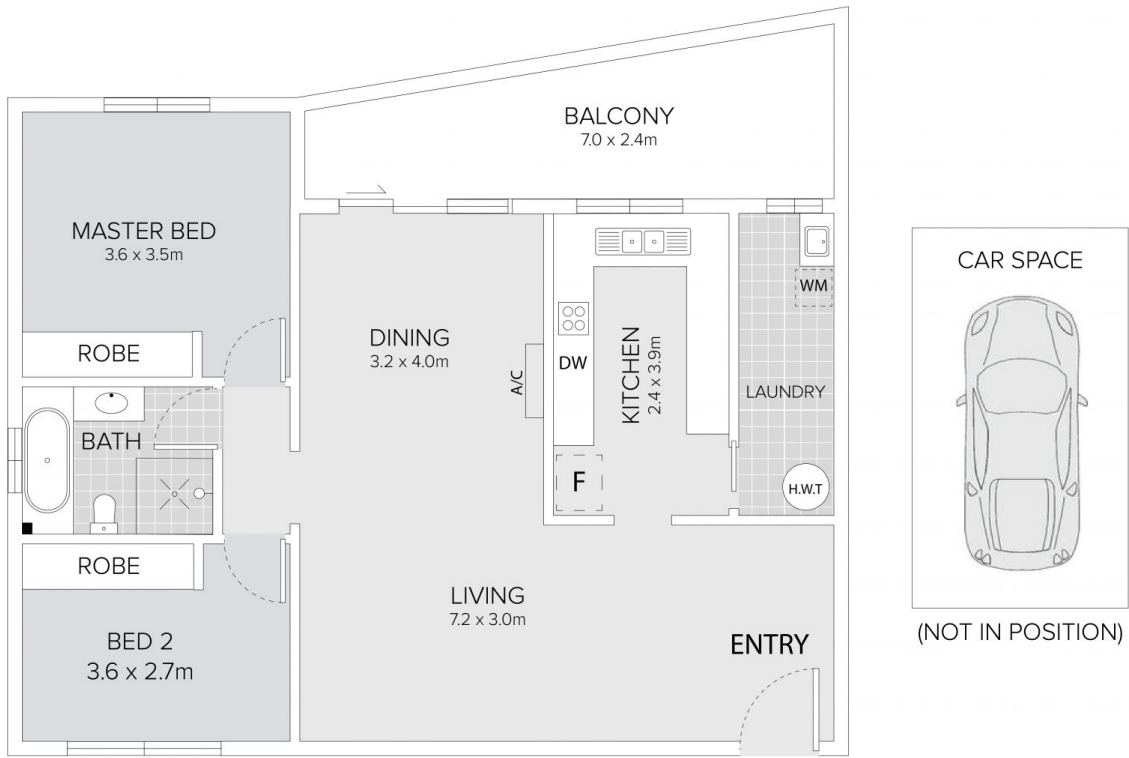 BALCONY
7.0 x 2.4m
MASTER BED
3.6 x 3.5m
ROBE
DINING
3.2 x 4.0m
A/C
DW
KITCHEN
2.4 x 3.9m
F
WM
LAUNDRY
H.W.T
BATH
ROBE
BED 2
3.6 x 2.7m
LIVING
7.2 x 3.0m
ENTRY
CAR SPACE
(NOT IN POSITION)